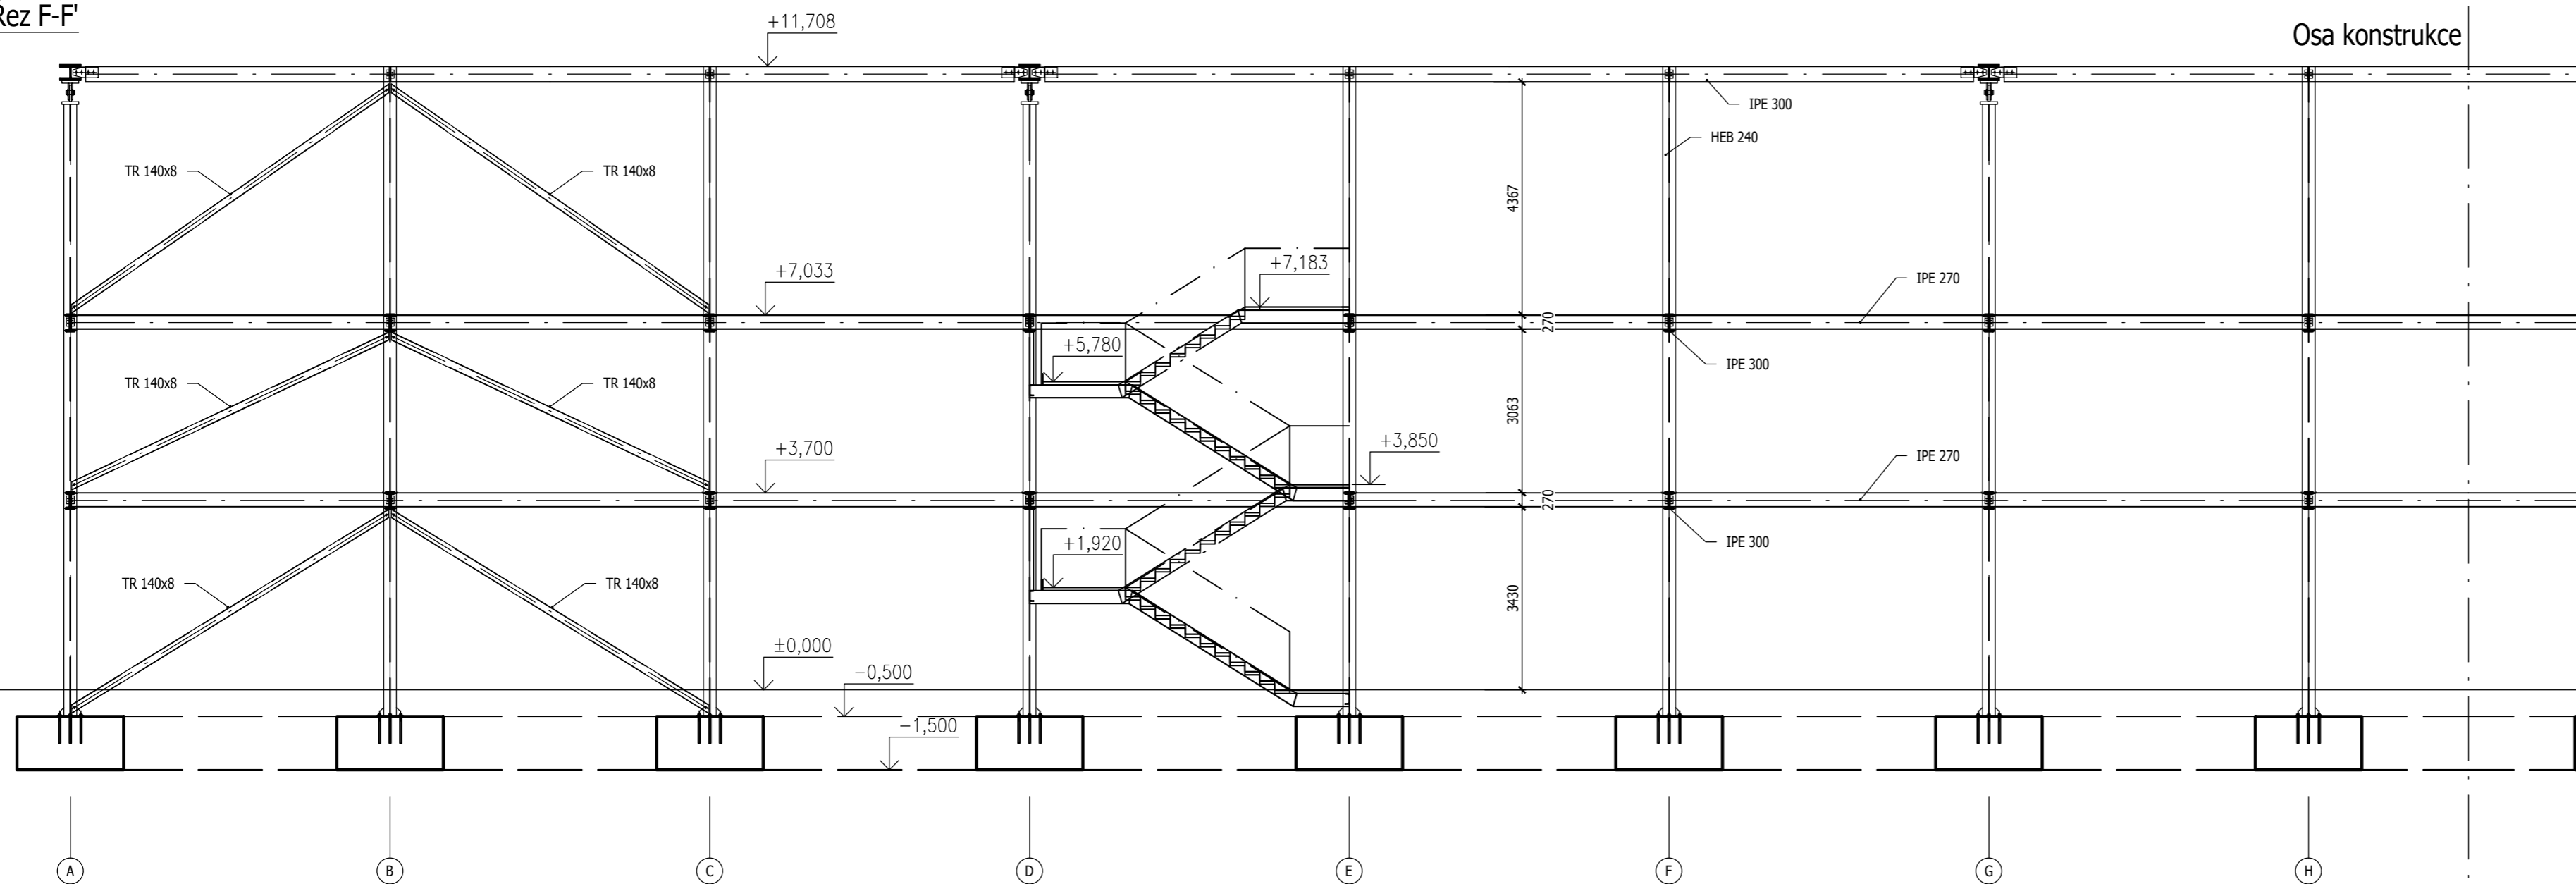 Rez F-F'
+11,708
Osa konstrukce
IPE 300
HEB 240
TR 140x8
TR 140x8
4367
+7,033
+7,183
IPE 270
270
+5,780
IPE 300
TR 140x8
TR 140x8
3063
+3,700
+3,850
IPE 270
270
+1,920
IPE 300
TR 140x8
TR 140x8
3430
±0,000
−0,500
−1,500
A
B
C
D
E
F
G
H